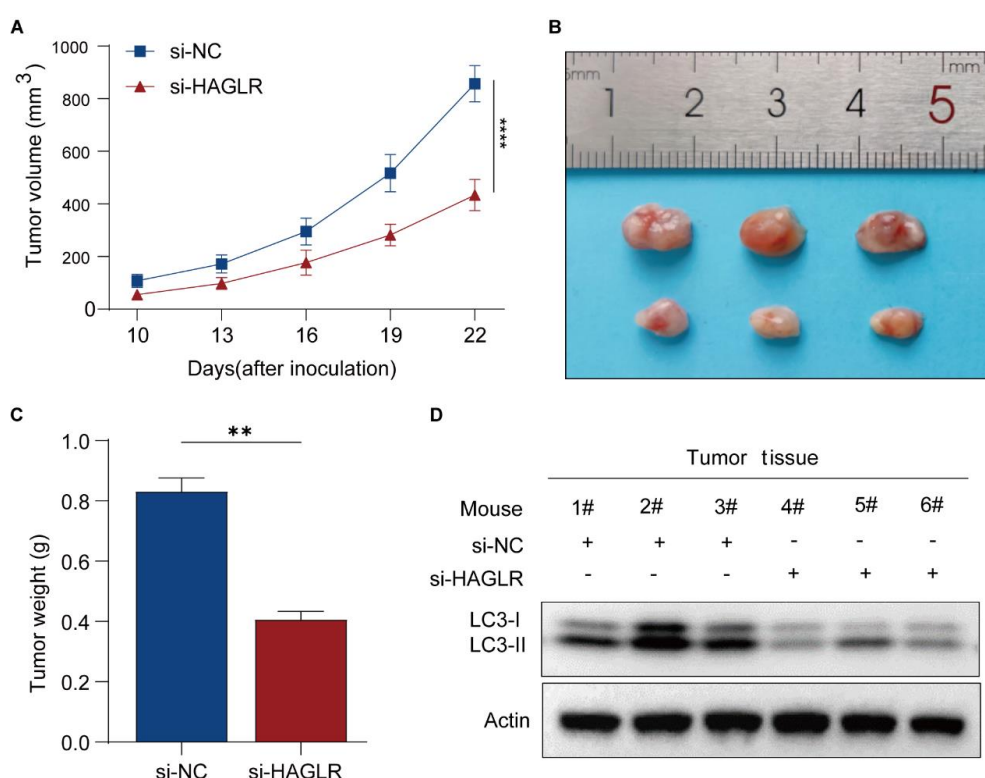 A
si-NC
si-HAGLR
1000
800
600
400
200
0
Tumor volume (mm³)
****
10 13 16 19 22
Days(after inoculation)
B
5mm 1 2 3 4 5 mm
C
**
1.0
0.8
0.6
0.4
0.2
0.0
Tumor weight (g)
si-NC si-HAGLR
D
Tumor tissue
Mouse 1# 2# 3# 4# 5# 6#
si-NC + + + - - -
si-HAGLR - - - + + +
LC3-I
LC3-II
Actin